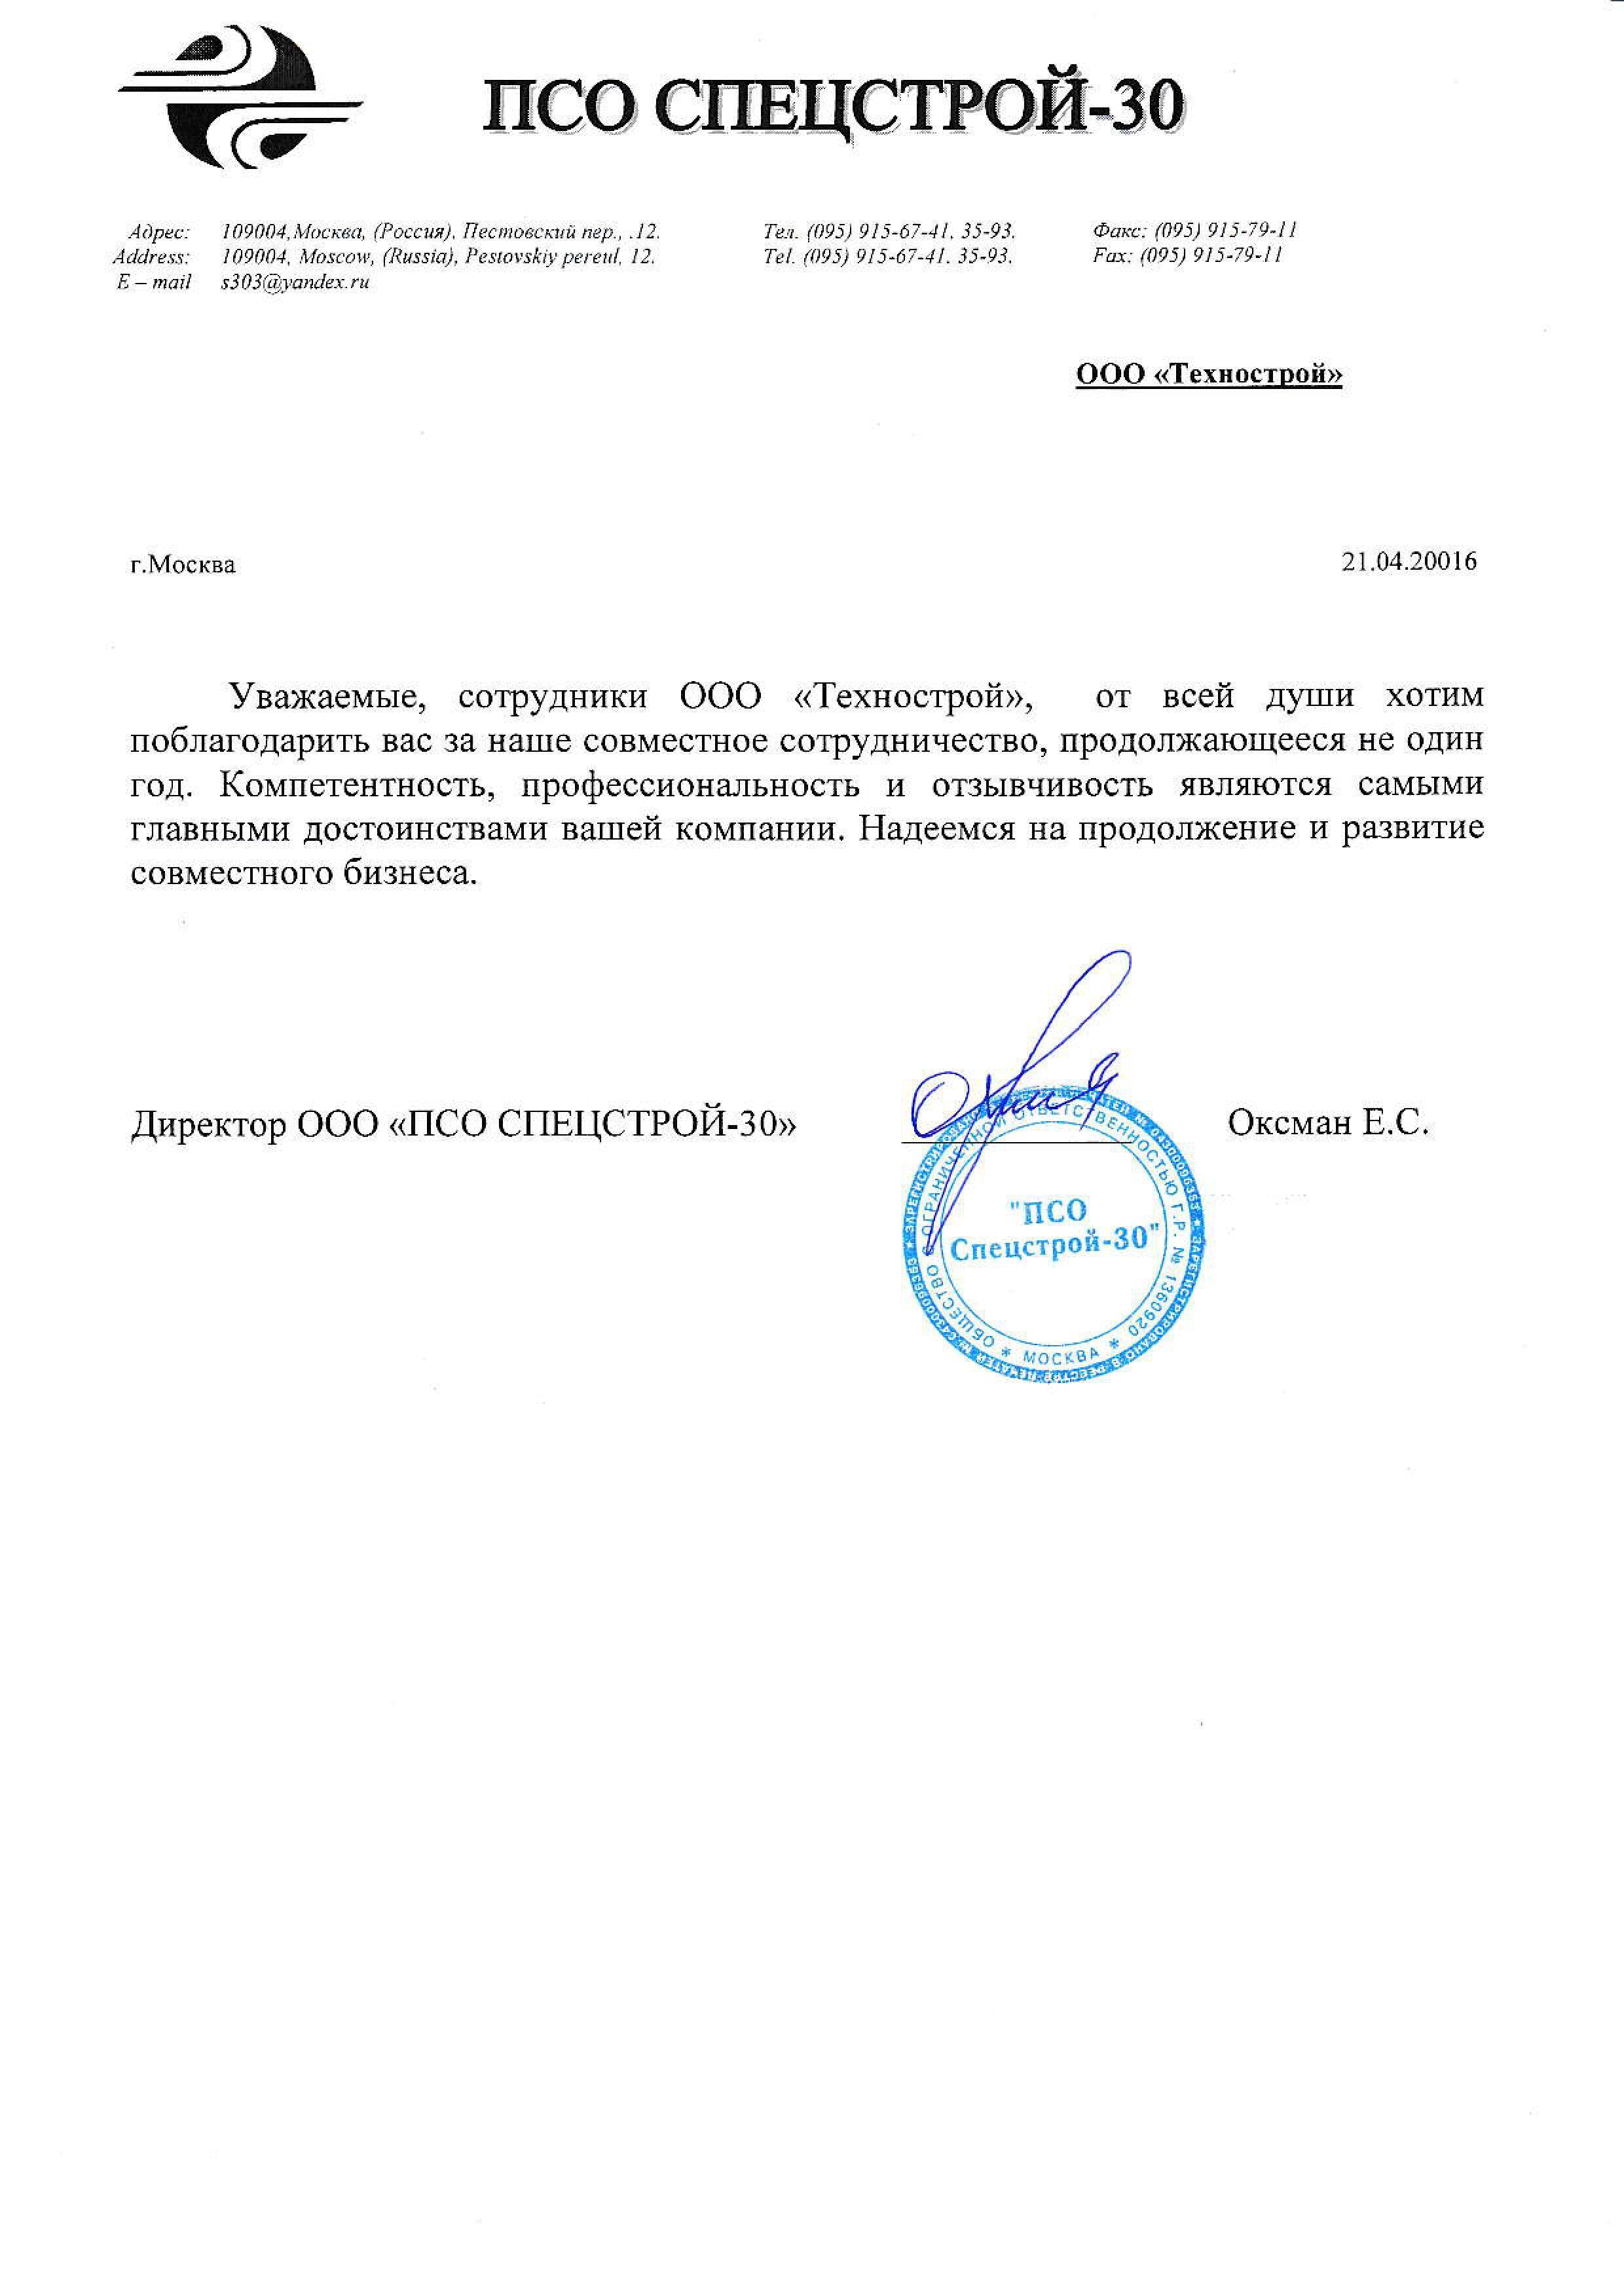 ПСО СПЕЦСТРОЙ-30
Адрес: 109004,Москва, (Россия), Пестовский пер., .12. Тел. (095) 915-67-41, 35-93. Факс: (095) 915-79-11
Address: 109004, Moscow, (Russia), Pestovskiy pereul, 12. Tel. (095) 915-67-41. 35-93. Fax: (095) 915-79-11
E – mail s303@yandex.ru
ООО «Технострой»
г.Москва 21.04.20016
Уважаемые, сотрудники ООО «Технострой», от всей души хотим
поблагодарить вас за наше совместное сотрудничество, продолжающееся не один
год. Компетентность, профессиональность и отзывчивость являются самыми
главными достоинствами вашей компании. Надеемся на продолжение и развитие
совместного бизнеса.
Директор ООО «ПСО СПЕЦСТРОЙ-30» Оксман Е.С.
ОБЩЕСТВО С ОГРАНИЧЕННОЙ ОТВЕТСТВЕННОСТЬЮ Г.Р. № 1360920
* МОСКВА *
"ПСО
Спецстрой-30"